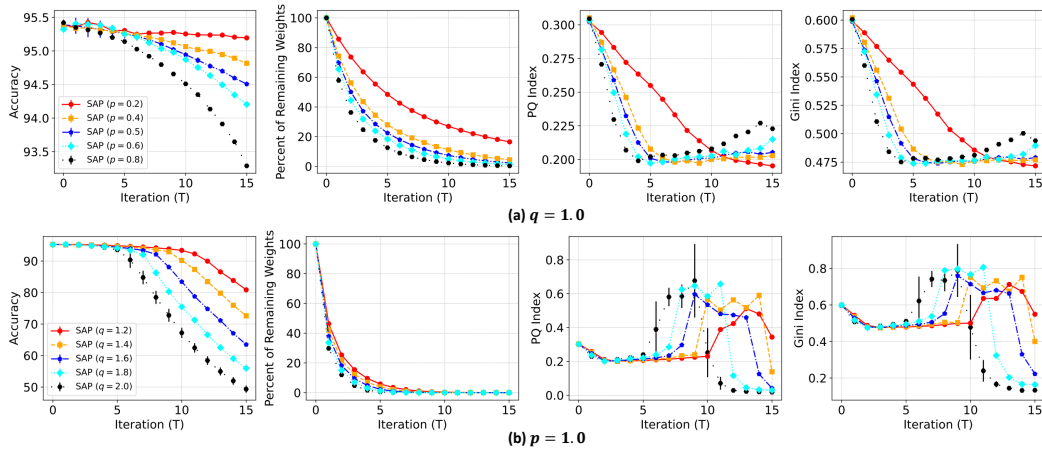 95.5
95.0
94.5
94.0
93.5
Accuracy
SAP (p = 0.2)
SAP (p = 0.4)
SAP (p = 0.5)
SAP (p = 0.6)
SAP (p = 0.8)
0 5 10 15
Iteration (T)
100
80
60
40
20
0
Percent of Remaining Weights
0 5 10 15
Iteration (T)
0.300
0.275
0.250
0.225
0.200
PQ Index
0 5 10 15
Iteration (T)
0.600
0.575
0.550
0.525
0.500
0.475
Gini Index
0 5 10 15
Iteration (T)
(a) q = 1.0
90
80
70
60
50
Accuracy
SAP (q = 1.2)
SAP (q = 1.4)
SAP (q = 1.6)
SAP (q = 1.8)
SAP (q = 2.0)
0 5 10 15
Iteration (T)
100
80
60
40
20
0
Percent of Remaining Weights
0 5 10 15
Iteration (T)
0.8
0.6
0.4
0.2
0.0
PQ Index
0 5 10 15
Iteration (T)
0.8
0.6
0.4
0.2
Gini Index
0 5 10 15
Iteration (T)
(b) p = 1.0